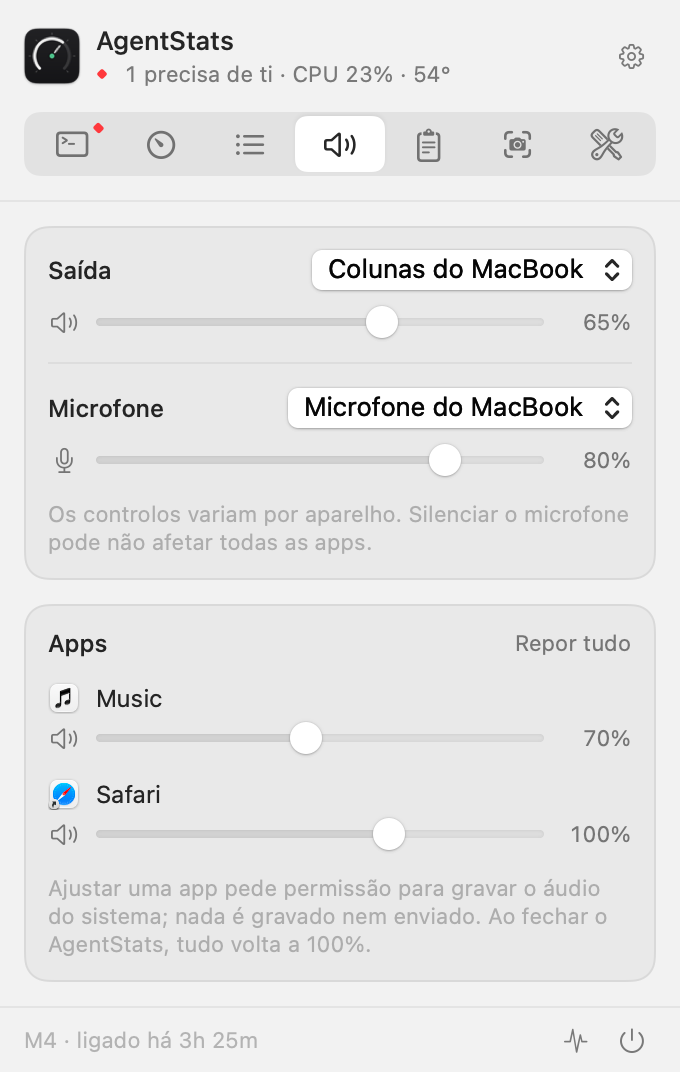 AgentStats
1 precisa de ti · CPU 23% · 54°
Saída
Colunas do MacBook
65%
Microfone
Microfone do MacBook
80%
Os controlos variam por aparelho. Silenciar o microfone
pode não afetar todas as apps.
Apps
Repor tudo
Music
70%
Safari
100%
Ajustar uma app pede permissão para gravar o áudio
do sistema; nada é gravado nem enviado. Ao fechar o
AgentStats, tudo volta a 100%.
M4 · ligado há 3h 25m